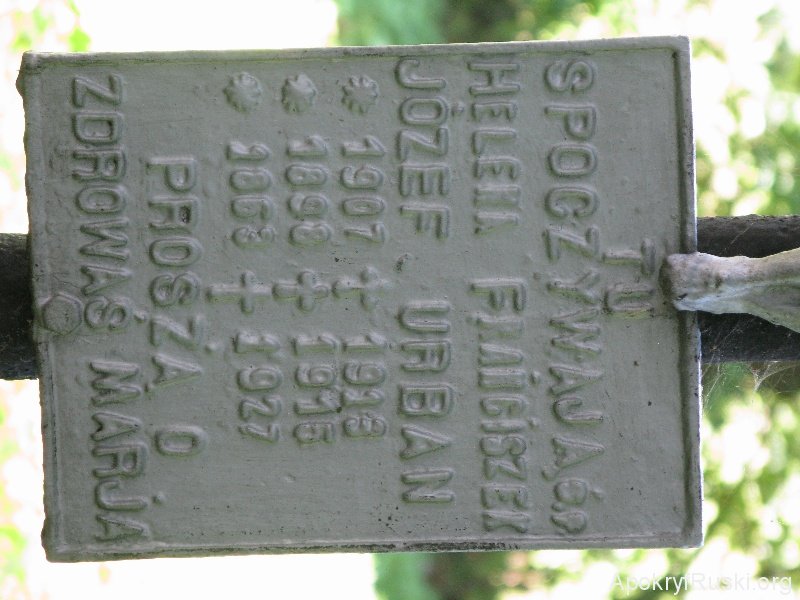 TU
SPOCZYWAJĄ Ś.P.
HELENA FRANCISZEK
JÓZEF URBAN
* 1907 † 1913
* 1898 † 1915
* 1863 † 1927
PROSZĄ O
ZDROWAŚ MARJA
ApokryfRuski.org